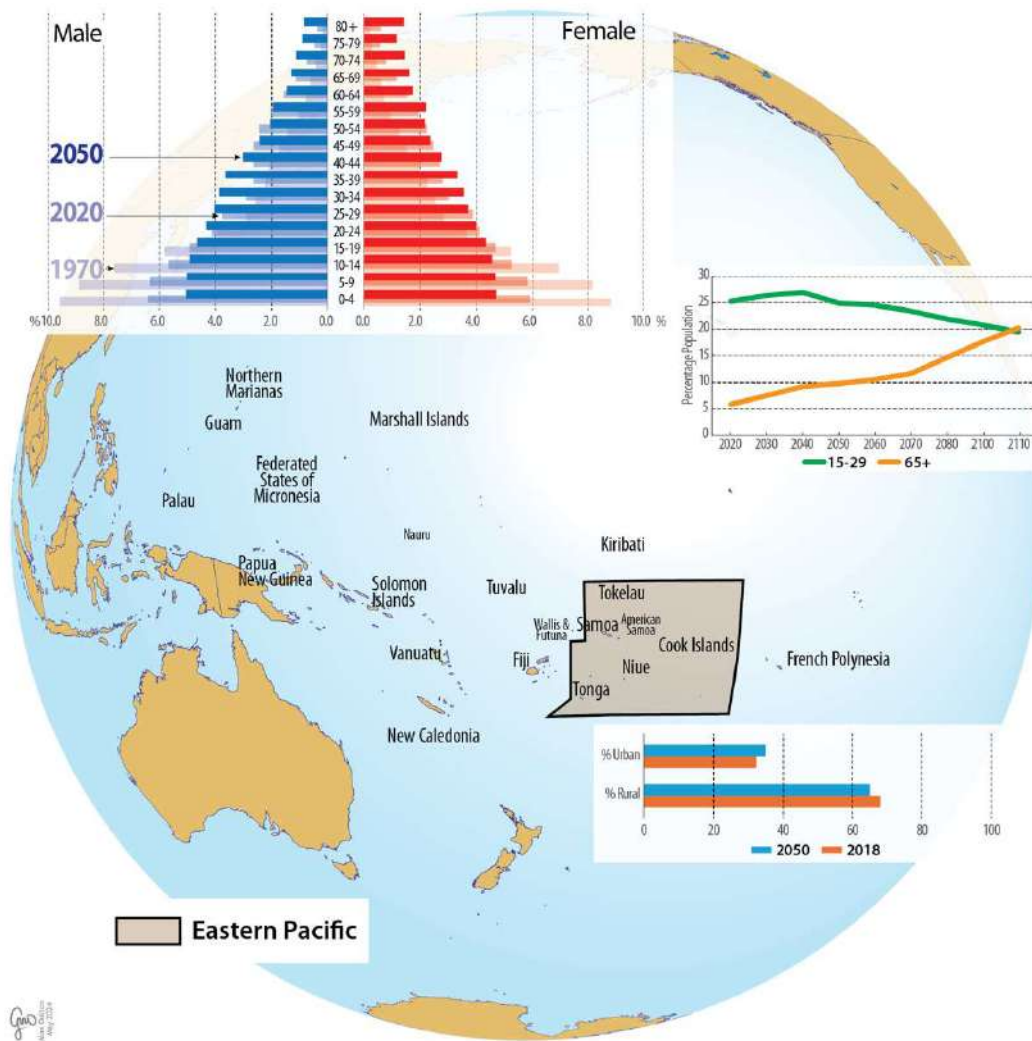 Male
Female
80+
75-79
70-74
65-69
60-64
55-59
50-54
45-49
40-44
35-39
30-34
25-29
20-24
15-19
10-14
5-9
0-4
2050
2020
1970
%10.0 8.0 6.0 4.0 2.0 0.0
0.0 2.0 4.0 6.0 8.0 10.0 %
Percentage Population
30
25
20
15
10
5
0
2020 2030 2040 2050 2060 2070 2080 2100 2110
15-29 65+
Northern
Marianas
Guam
Marshall Islands
Federated
States of
Micronesia
Palau
Nauru
Kiribati
Papua
New Guinea
Solomon
Islands
Tuvalu
Tokelau
Wallis &
Futuna
Samoa
American
Samoa
Cook Islands
Vanuatu
Fiji
Niue
French Polynesia
Tonga
New Caledonia
% Urban
% Rural
0 20 40 60 80 100
2050 2018
Eastern Pacific
May 2024